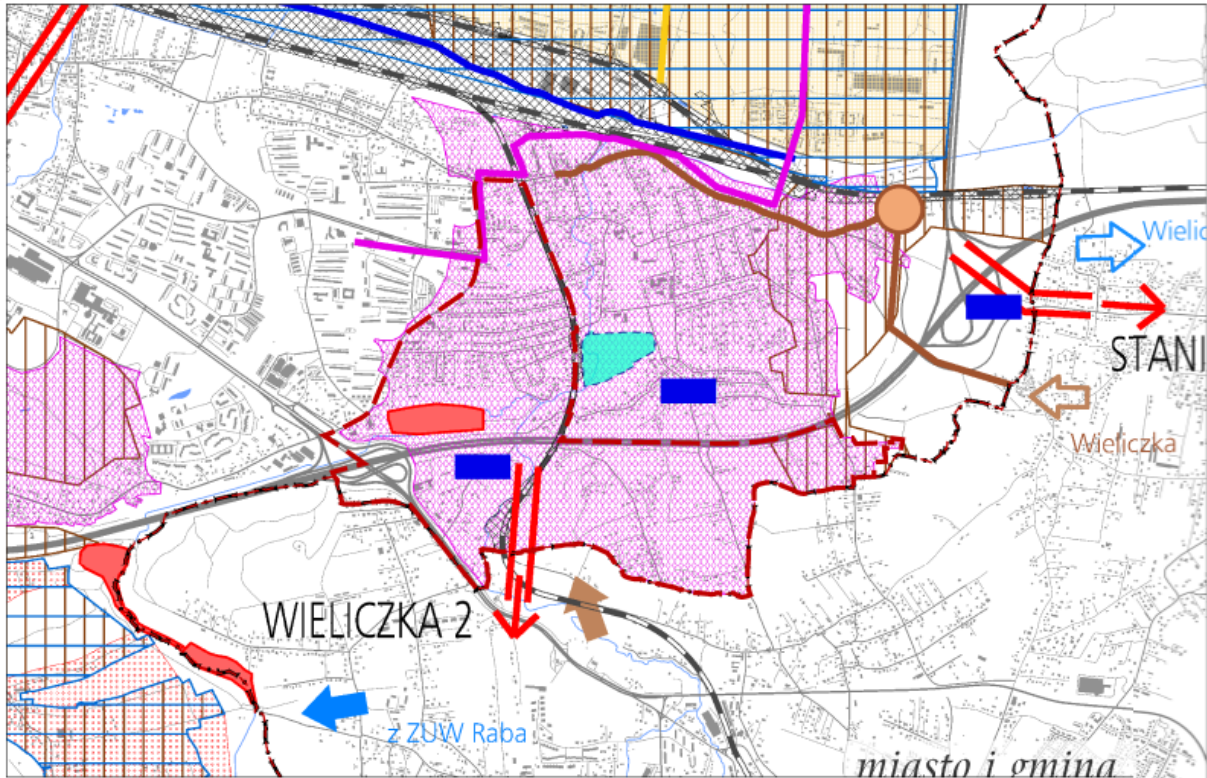 Wielic
STANI
Wieliczka
WIELICZKA 2
z ZUW Raba
miasto i gmina